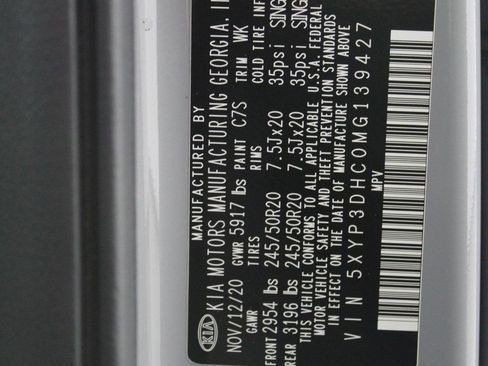 KIA
MANUFACTURED BY
KIA MOTORS MANUFACTURING GEORGIA, I
NOV/12/20 GVWR 5917 lbs PAINT C7S TRIM WK
GAWR TIRES RIMS COLD TIRE INF
FRONT 2954 lbs 245/50R20 7.5Jx20 35psi SING
REAR 3196 lbs 245/50R20 7.5Jx20 35psi SING
THIS VEHICLE CONFORMS TO ALL APPLICABLE U.S.A. FEDERAL
MOTOR VEHICLE SAFETY AND THEFT PREVENTION STANDARDS
IN EFFECT ON THE DATE OF MANUFACTURE SHOWN ABOVE
VIN 5XYP3DHC0MG139427
MPV